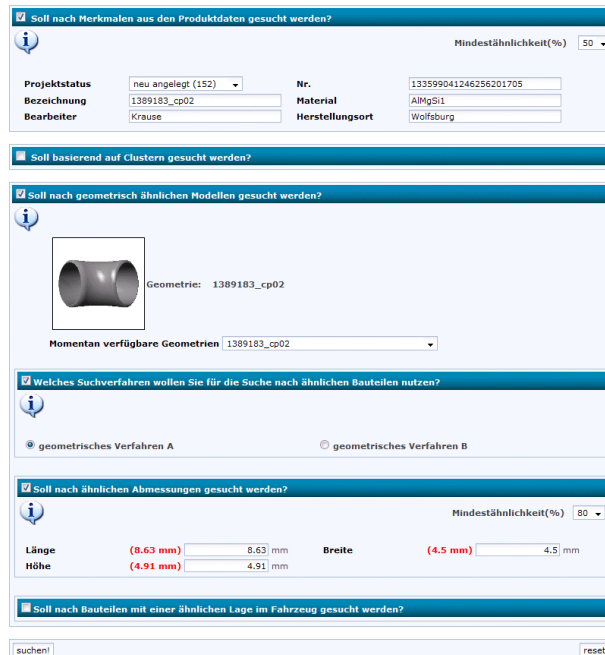 Soll nach Merkmalen aus den Produktdaten gesucht werden?
Mindestähnlichkeit(%) 50
Projektstatus neu angelegt (152) Nr. 133599041246256201705
Bezeichnung 1389183_cp02 Material AlMgSi1
Bearbeiter Krause Herstellungsort Wolfsburg
Soll basierend auf Clustern gesucht werden?
Soll nach geometrisch ähnlichen Modellen gesucht werden?
Geometrie: 1389183_cp02
Momentan verfügbare Geometrien 1389183_cp02
Welches Suchverfahren wollen Sie für die Suche nach ähnlichen Bauteilen nutzen?
geometrisches Verfahren A geometrisches Verfahren B
Soll nach ähnlichen Abmessungen gesucht werden?
Mindestähnlichkeit(%) 80
Länge (8.63 mm) 8.63 mm Breite (4.5 mm) 4.5 mm
Höhe (4.91 mm) 4.91 mm
Soll nach Bauteilen mit einer ähnlichen Lage im Fahrzeug gesucht werden?
suchen! reset